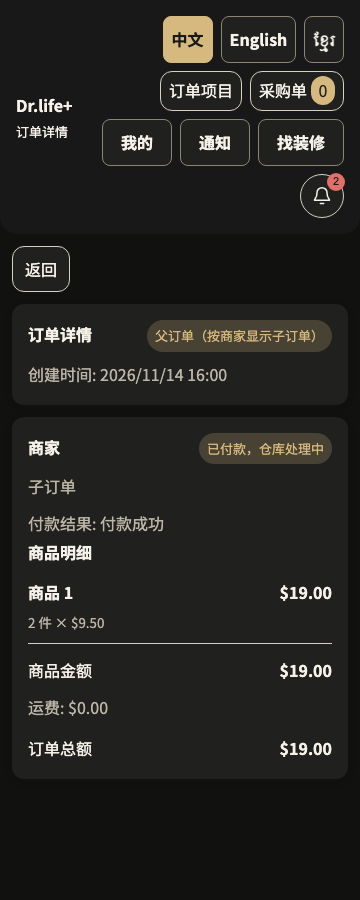 中文
English
ខ្មែរ
订单项目
采购单 0
Dr.life+
订单详情
我的
通知
找装修
2
返回
订单详情
父订单（按商家显示子订单）
创建时间: 2026/11/14 16:00
商家
已付款，仓库处理中
子订单
付款结果: 付款成功
商品明细
商品 1
$19.00
2 件 × $9.50
商品金额
$19.00
运费: $0.00
订单总额
$19.00